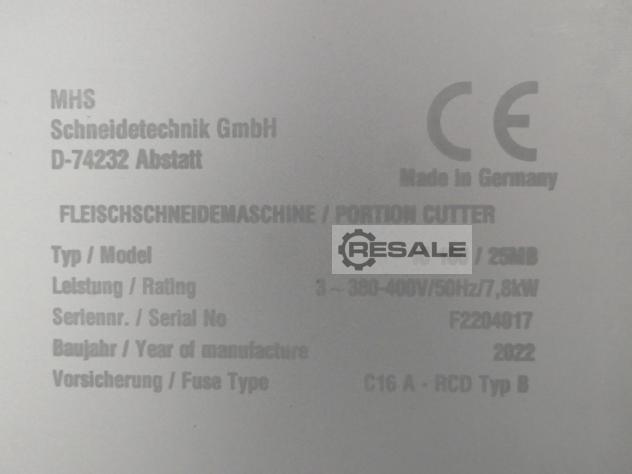 MHS
Schneidetechnik GmbH
D-74232 Abstatt
CE
Made in Germany
FLEISCHSCHNEIDEMASCHINE / PORTION CUTTER
RESALE
Typ / Model / 25MB
Leistung / Rating 3 ~ 380-400V/50Hz/7,8kW
Seriennr. / Serial No F2204017
Baujahr / Year of manufacture 2022
Vorsicherung / Fuse Type C16 A - RCD Typ B